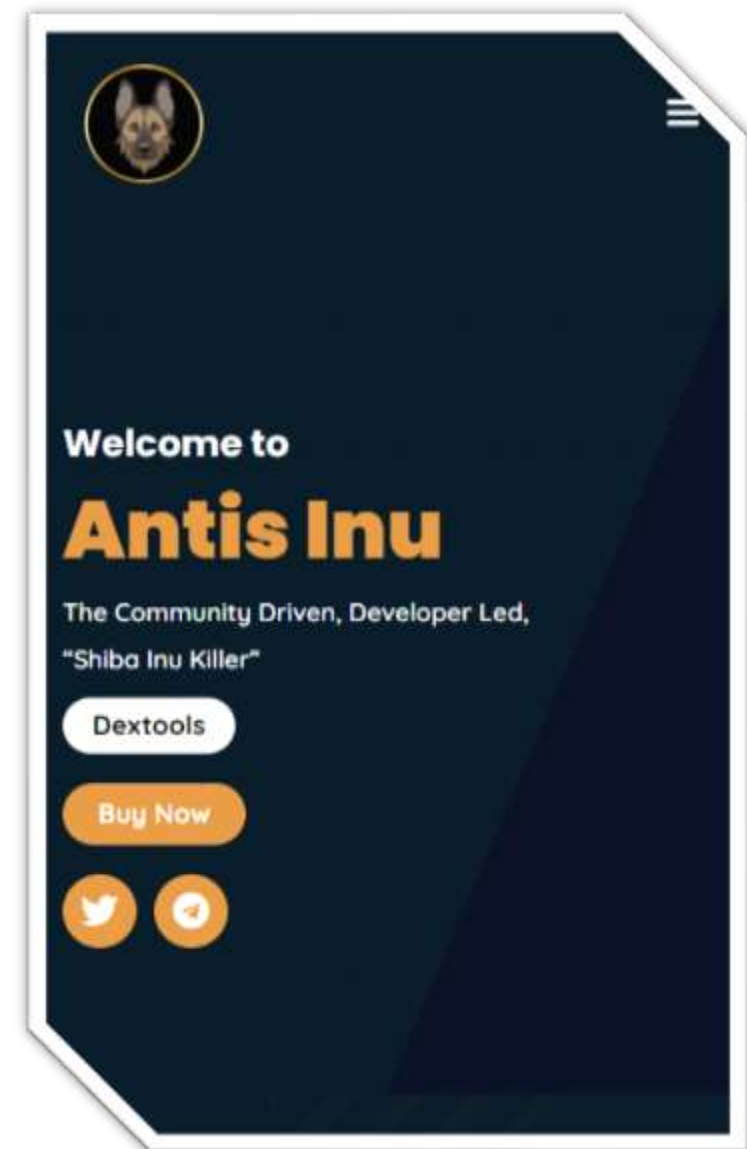 Welcome to
Antis Inu
The Community Driven, Developer Led,
“Shiba Inu Killer”
Dextools
Buy Now